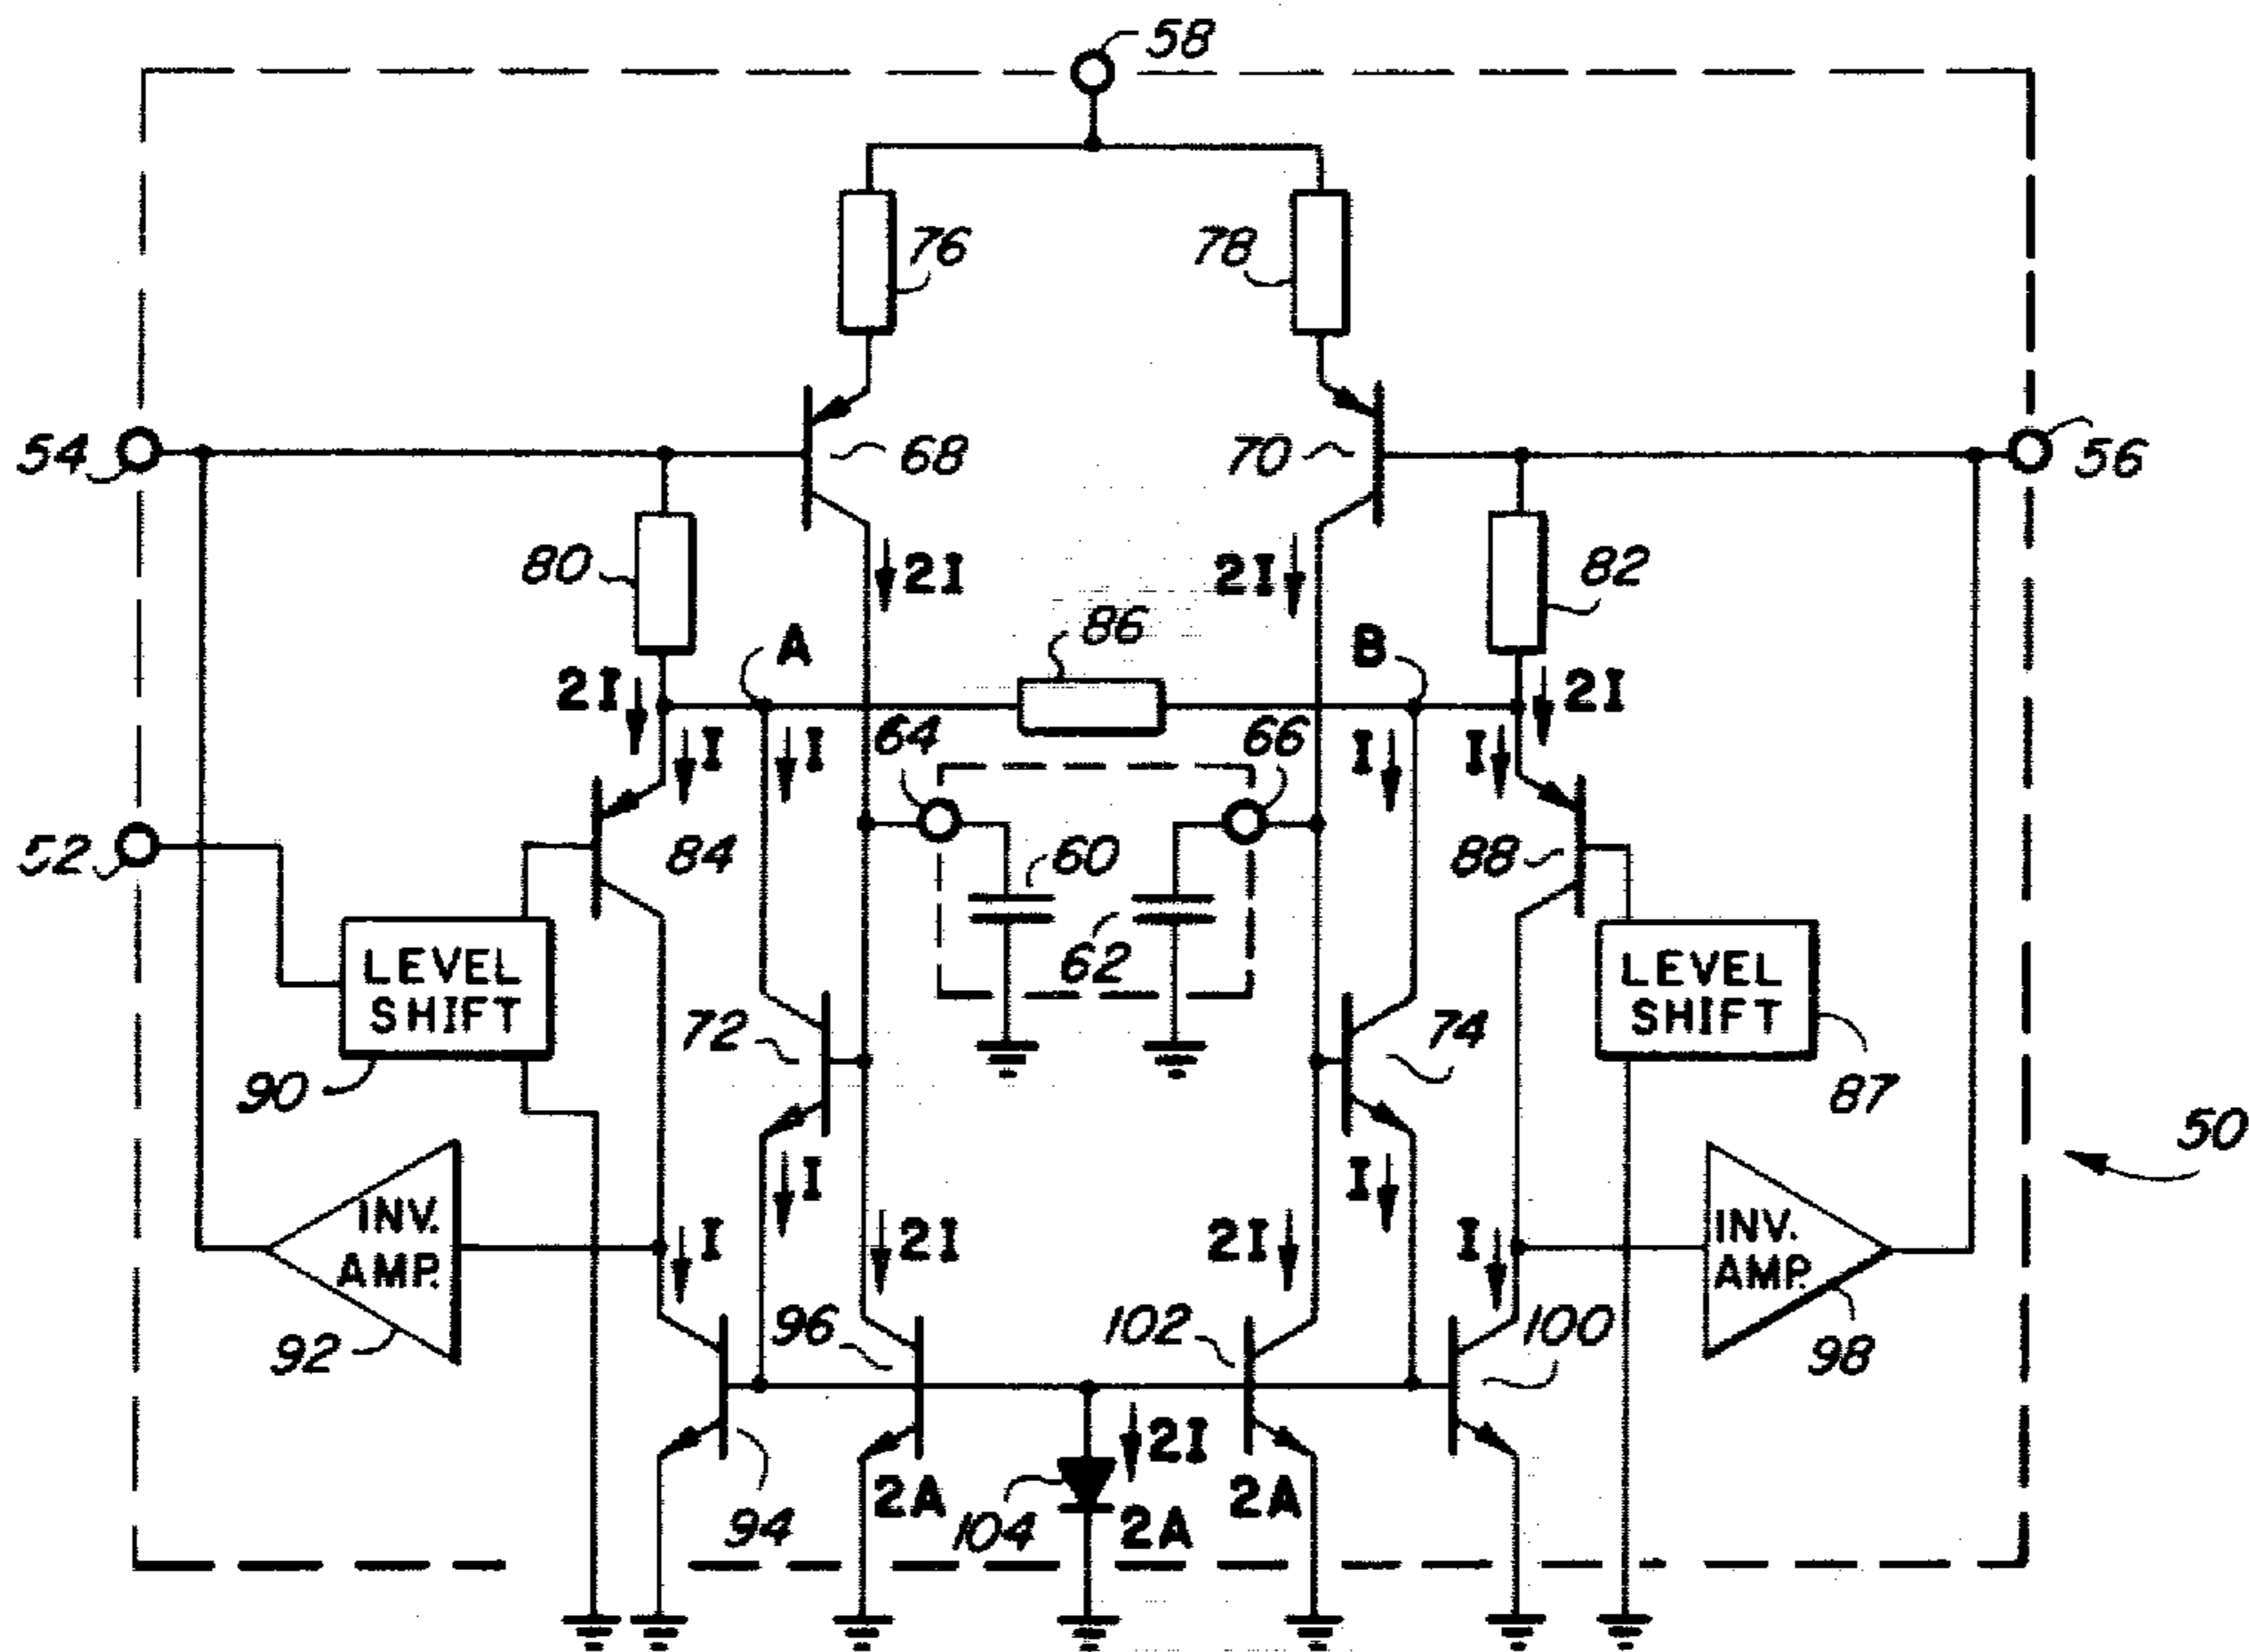 58
76
78
54
68
70
56
80
2I
2I
82
86
A
B
2I
2I
64
66
I
I
I
I
52
84
60
88
62
LEVEL
SHIFT
LEVEL
SHIFT
72
74
90
87
50
I
I
INV.
AMP.
I
2I
2I
I
INV.
AMP.
92
96
102
100
98
2I
94
2A
104
2A
2A